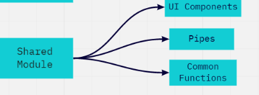 UI Components
Shared
Module
Pipes
Common
Functions